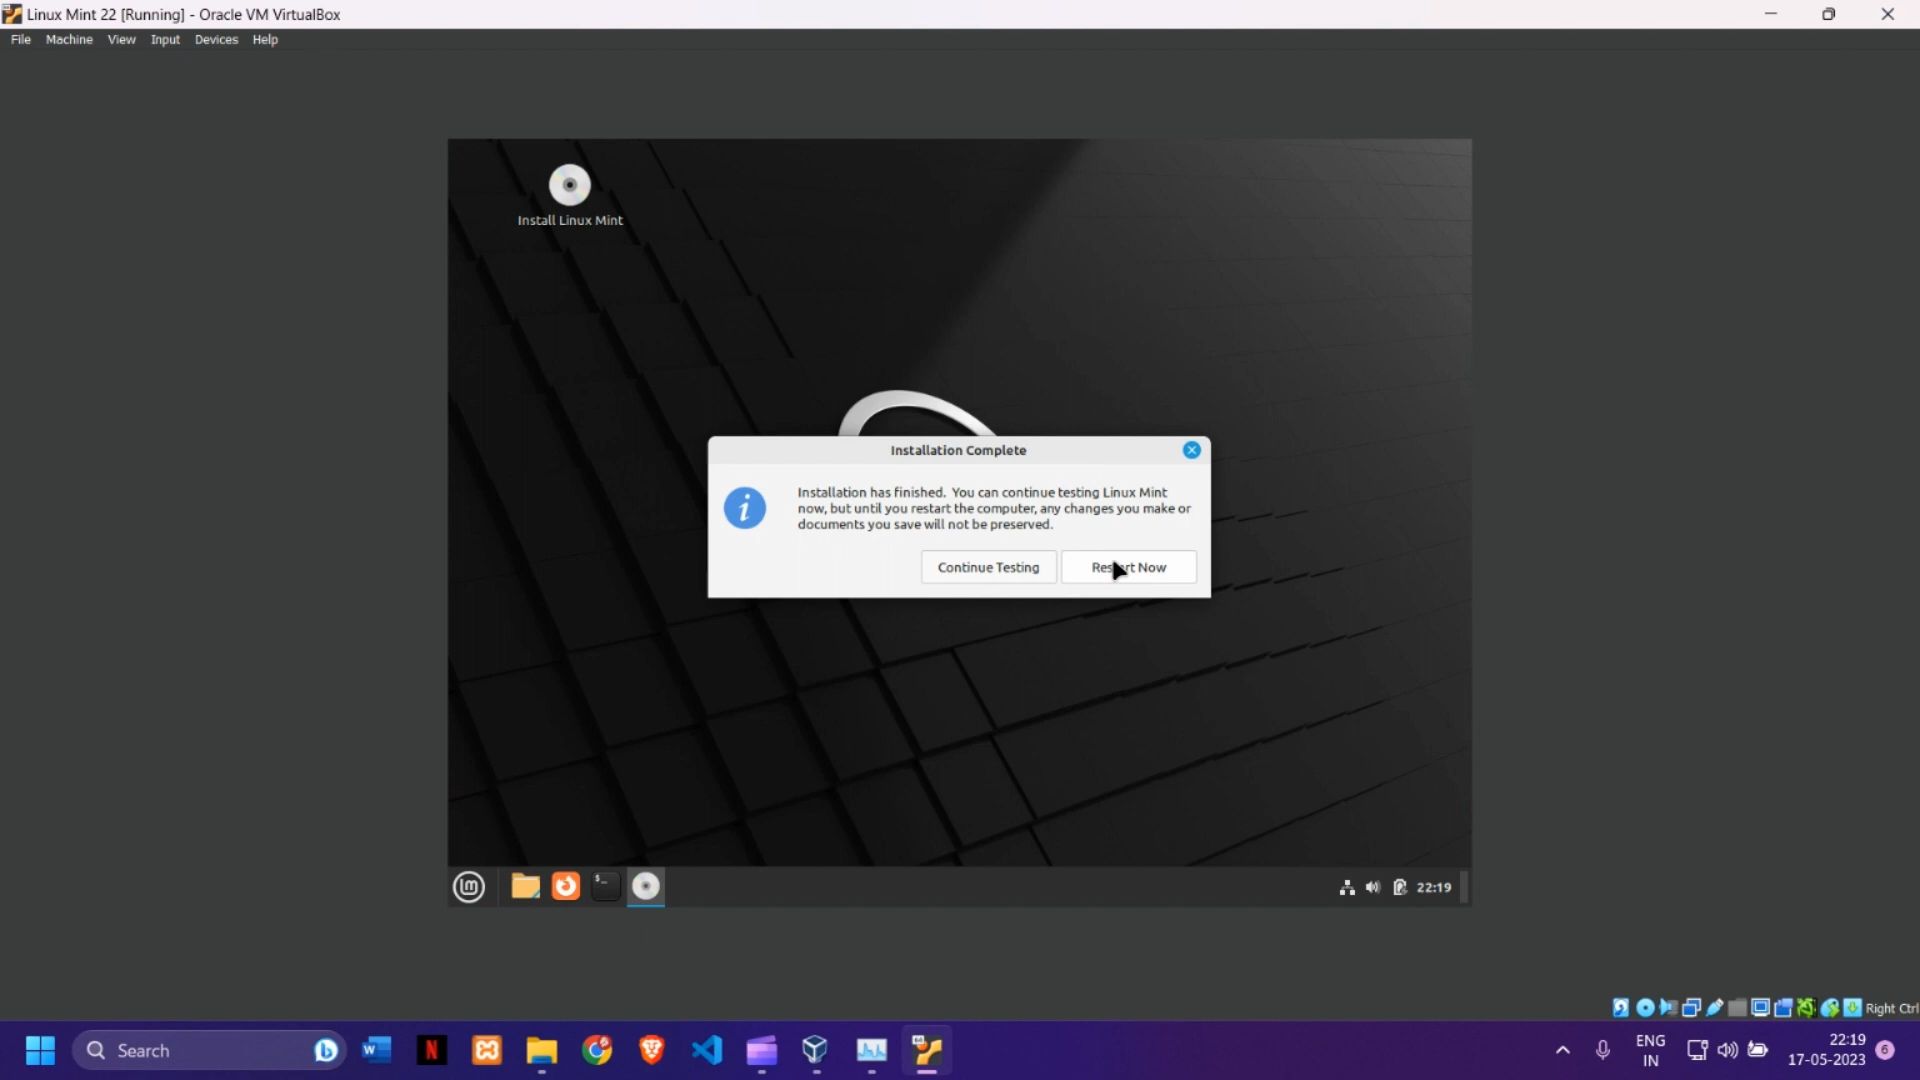 Linux Mint 22 [Running] - Oracle VM VirtualBox
File Machine View Input Devices Help
Install Linux Mint
Installation Complete
Installation has finished. You can continue testing Linux Mint
now, but until you restart the computer, any changes you make or
documents you save will not be preserved.
Continue Testing
Restart Now
22:19
Right Ctrl
Search
ENG
IN
22:19
17-05-2023
6